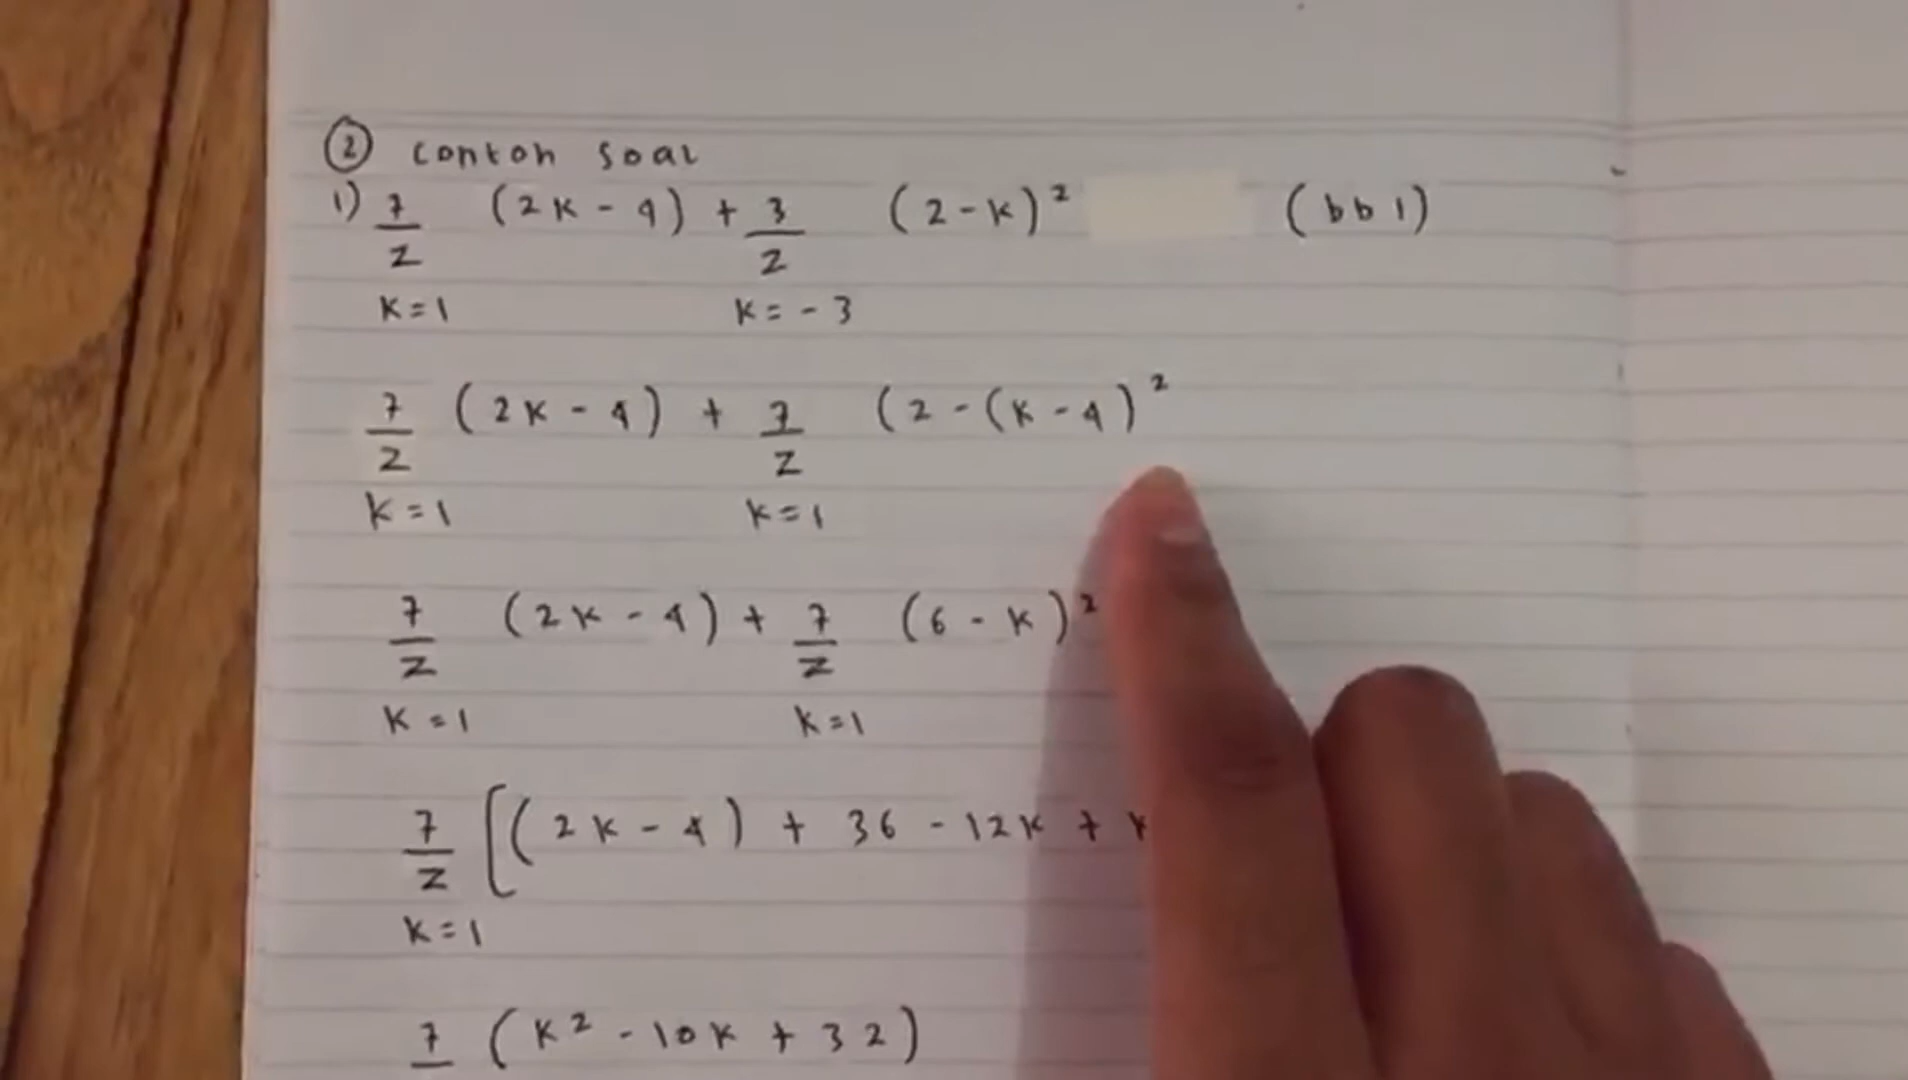 ② contoh soal
1) 7 (2k - 4) + 3 (2-k)² (bb1)
Σ Σ
k=1 k=-3
7 (2k - 4) + 7 (2-(k-4)²
Σ Σ
k=1 k=1
7 (2k - 4) + 7 (6-k)²
Σ Σ
k=1 k=1
7 [(2k - 4) + 36 - 12k +
Σ
k=1
7 (k² - 10k + 32)